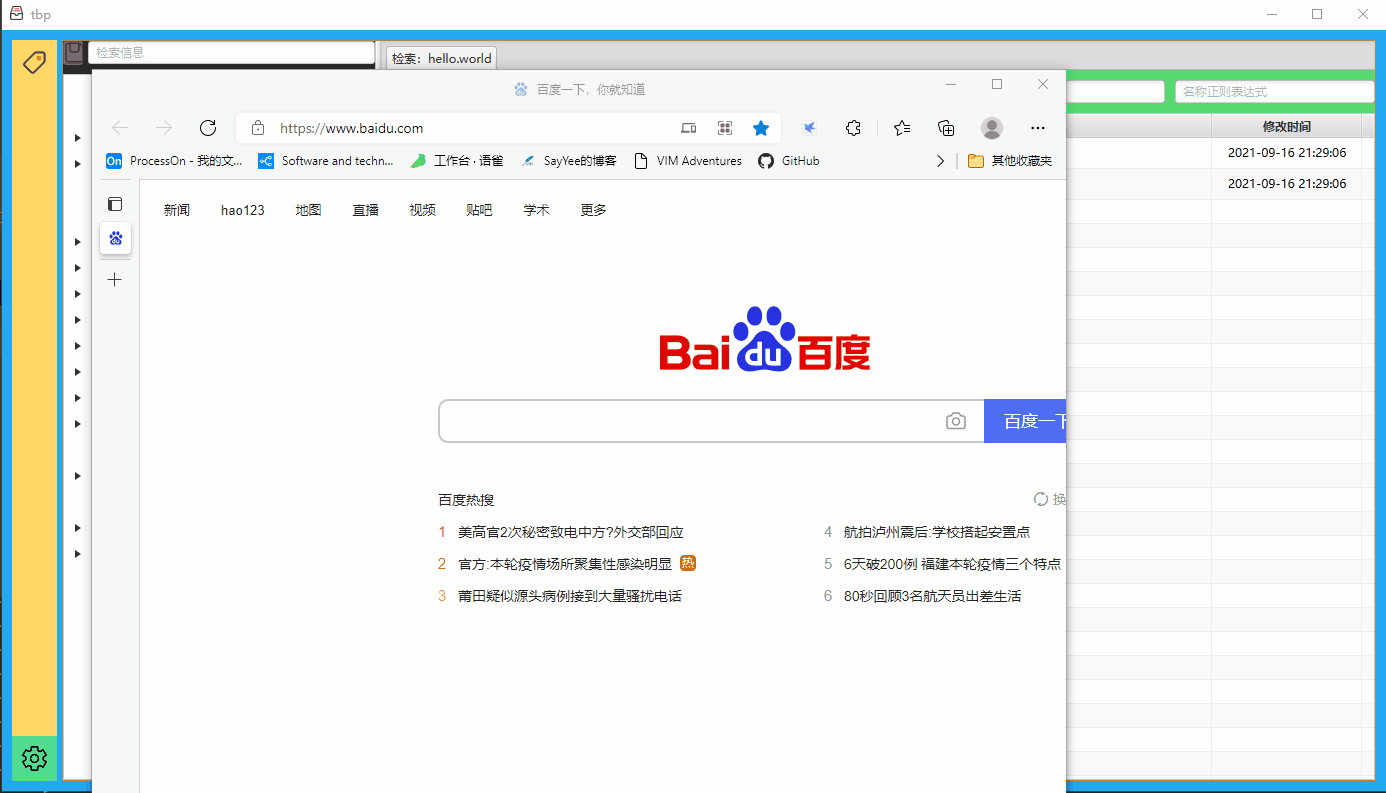 tbp
检索信息
检索：hello.world
百度一下，你就知道
名称正则表达式
https://www.baidu.com
修改时间
ProcessOn - 我的文...
Software and techn...
工作台 · 语雀
SayYee的博客
VIM Adventures
GitHub
其他收藏夹
2021-09-16 21:29:06
2021-09-16 21:29:06
新闻
hao123
地图
直播
视频
贴吧
学术
更多
Baidu百度
百度一下
百度热搜
换
1 美高官2次秘密致电中方?外交部回应
4 航拍泸州震后:学校搭起安置点
2 官方:本轮疫情场所聚集性感染明显 热
5 6天破200例 福建本轮疫情三个特点
3 莆田疑似源头病例接到大量骚扰电话
6 80秒回顾3名航天员出差生活